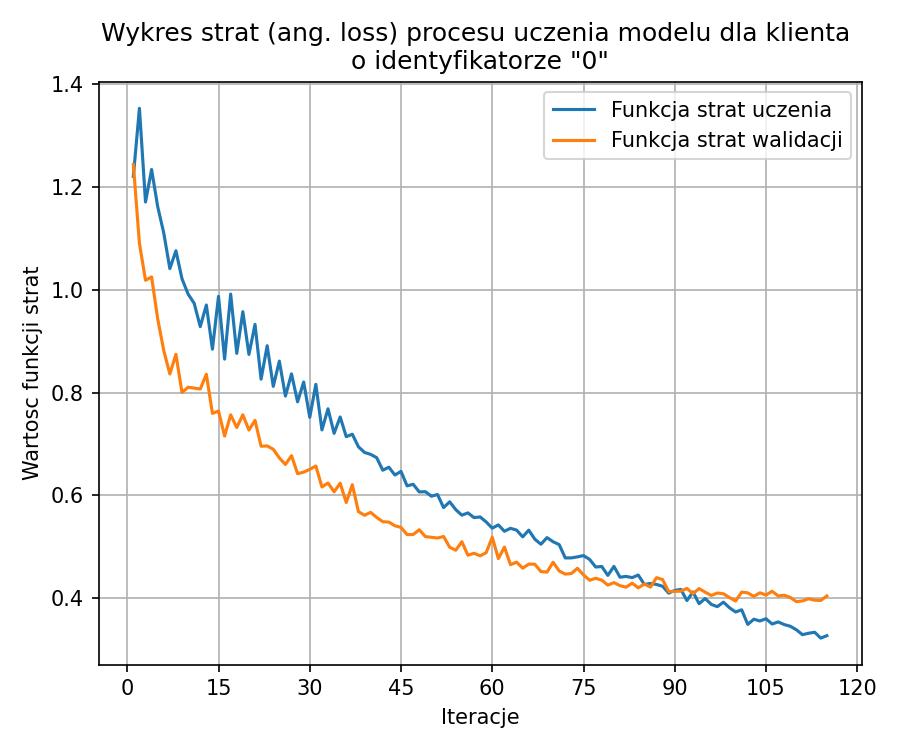 Wykres strat (ang. loss) procesu uczenia modelu dla klienta
o identyfikatorze "0"
Funkcja strat uczenia
Funkcja strat walidacji
1.4
1.2
1.0
0.8
0.6
0.4
Wartosc funkcji strat
0 15 30 45 60 75 90 105 120
Iteracje